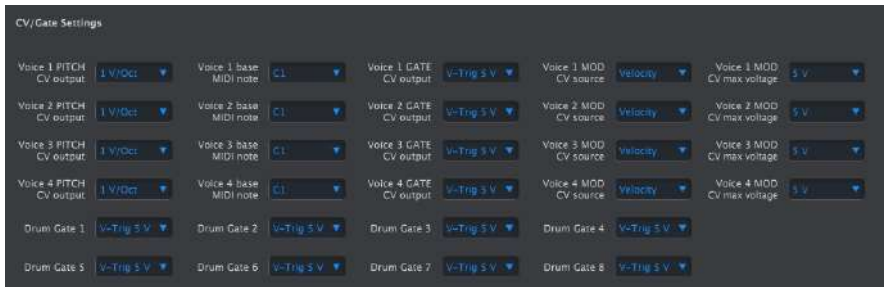 CV/Gate Settings
Voice 1 PITCH CV output 1 V/Oct Voice 1 base MIDI note C1 Voice 1 GATE CV output V-Trig 5 V Voice 1 MOD CV source Velocity Voice 1 MOD CV max voltage 5 V
Voice 2 PITCH CV output 1 V/Oct Voice 2 base MIDI note C1 Voice 2 GATE CV output V-Trig 5 V Voice 2 MOD CV source Velocity Voice 2 MOD CV max voltage 5 V
Voice 3 PITCH CV output 1 V/Oct Voice 3 base MIDI note C1 Voice 3 GATE CV output V-Trig 5 V Voice 3 MOD CV source Velocity Voice 3 MOD CV max voltage 5 V
Voice 4 PITCH CV output 1 V/Oct Voice 4 base MIDI note C1 Voice 4 GATE CV output V-Trig 5 V Voice 4 MOD CV source Velocity Voice 4 MOD CV max voltage 5 V
Drum Gate 1 V-Trig 5 V Drum Gate 2 V-Trig 5 V Drum Gate 3 V-Trig 5 V Drum Gate 4 V-Trig 5 V
Drum Gate 5 V-Trig 5 V Drum Gate 6 V-Trig 5 V Drum Gate 7 V-Trig 5 V Drum Gate 8 V-Trig 5 V